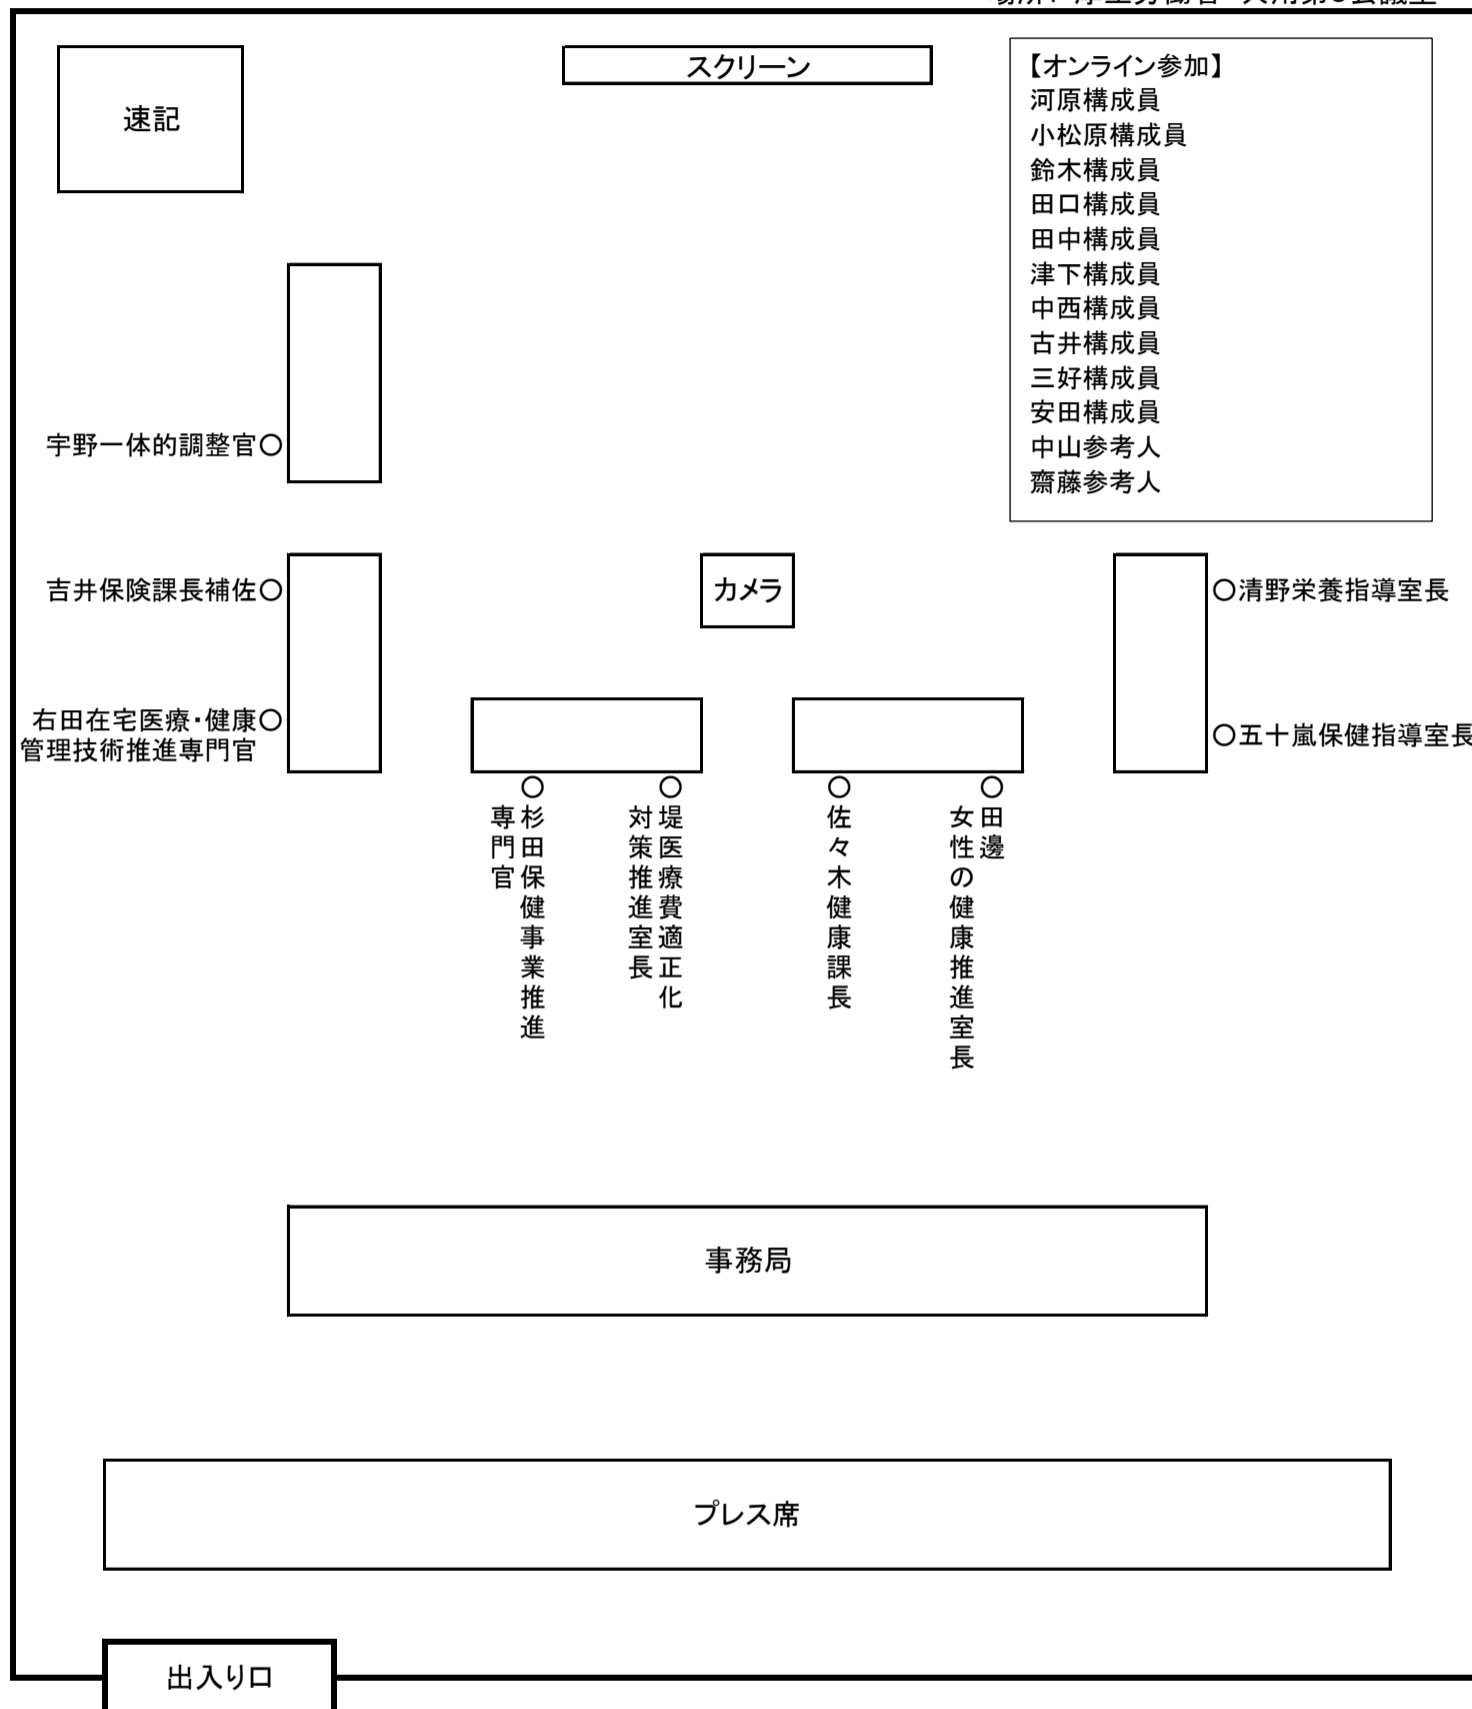 スクリーン
速記
【オンライン参加】
河原構成員
小松原構成員
鈴木構成員
田口構成員
田中構成員
津下構成員
中西構成員
古井構成員
三好構成員
安田構成員
中山参考人
齋藤参考人
宇野一体的調整官○
吉井保険課長補佐○
右田在宅医療・健康○
管理技術推進専門官
カメラ
○清野栄養指導室長
○五十嵐保健指導室長
○杉田保健事業推進
専門官
○堤医療費適正化
対策推進室長
○佐々木健康課長
○田邊
女性の健康推進室長
事務局
プレス席
出入り口